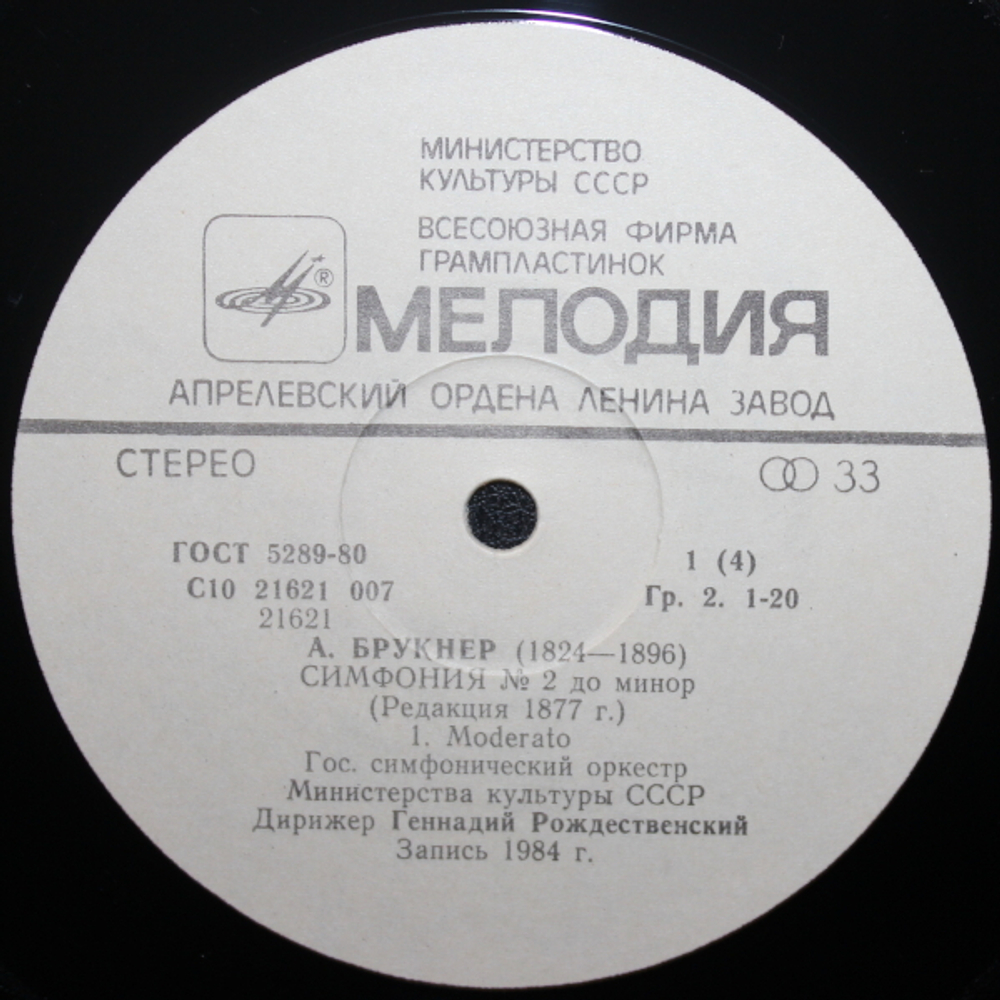 МИНИСТЕРСТВО
КУЛЬТУРЫ СССР
ВСЕСОЮЗНАЯ ФИРМА
ГРАМПЛАСТИНОК
®
МЕЛОДИЯ
АПРЕЛЕВСКИЙ ОРДЕНА ЛЕНИНА ЗАВОД
СТЕРЕО 33
ГОСТ 5289-80 1 (4)
С10 21621 007 Гр. 2. 1-20
21621
А. БРУКНЕР (1824—1896)
СИМФОНИЯ № 2 до минор
(Редакция 1877 г.)
1. Moderato
Гос. симфонический оркестр
Министерства культуры СССР
Дирижер Геннадий Рождественский
Запись 1984 г.